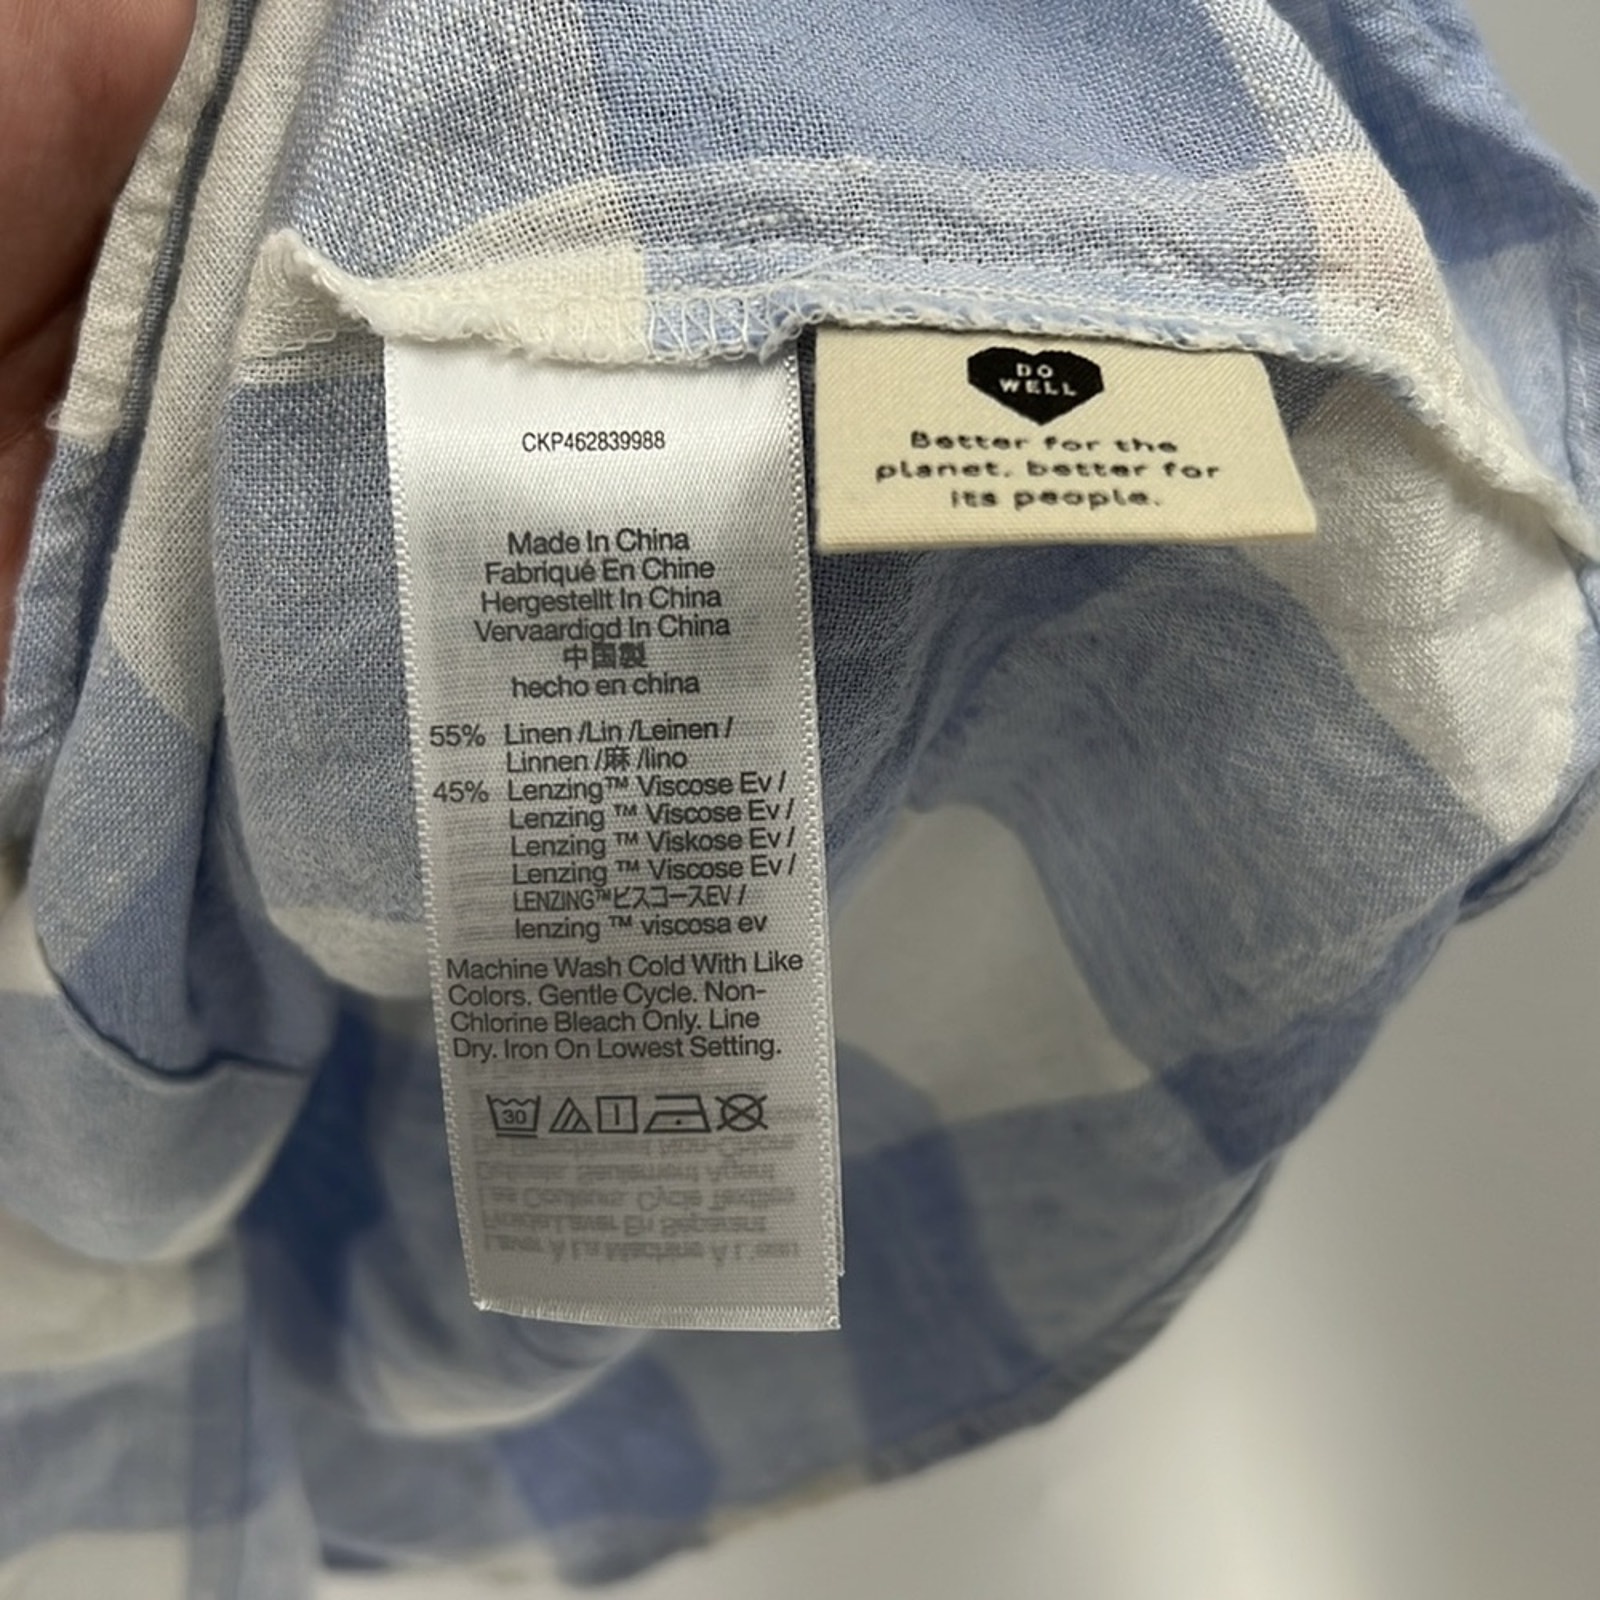 CKP462839988
Made In China
Fabriqué En Chine
Hergestellt In China
Vervaardigd In China
中国製
hecho en china
55% Linen /Lin /Leinen /
Linnen /麻 /lino
45% Lenzing™ Viscose Ev /
Lenzing ™ Viscose Ev /
Lenzing ™ Viskose Ev /
Lenzing ™ Viscose Ev /
LENZING™ビスコースEV /
lenzing ™ viscosa ev
Machine Wash Cold With Like
Colors. Gentle Cycle. Non-
Chlorine Bleach Only. Line
Dry. Iron On Lowest Setting.
30
DO
WELL
Better for the
planet. better for
its people.